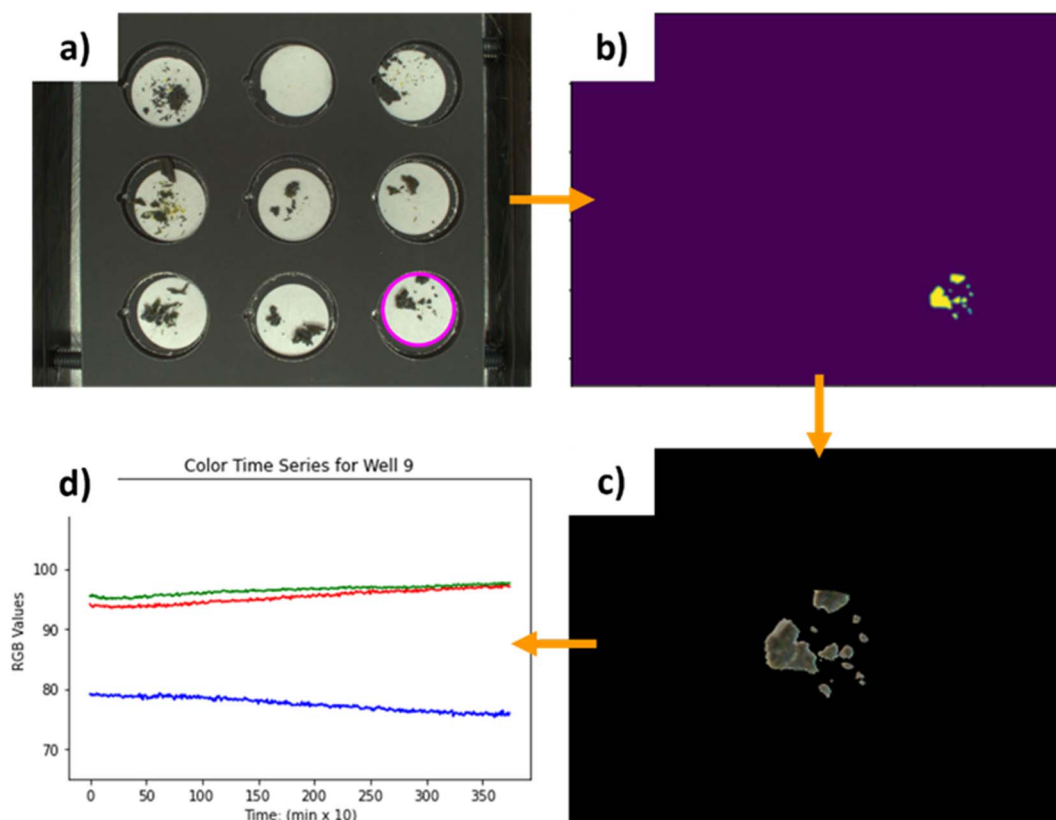 a)
b)
Color Time Series for Well 9
d)
c)
100
90
80
70
RGB Values
0 50 100 150 200 250 300 350
Time: (min x 10)